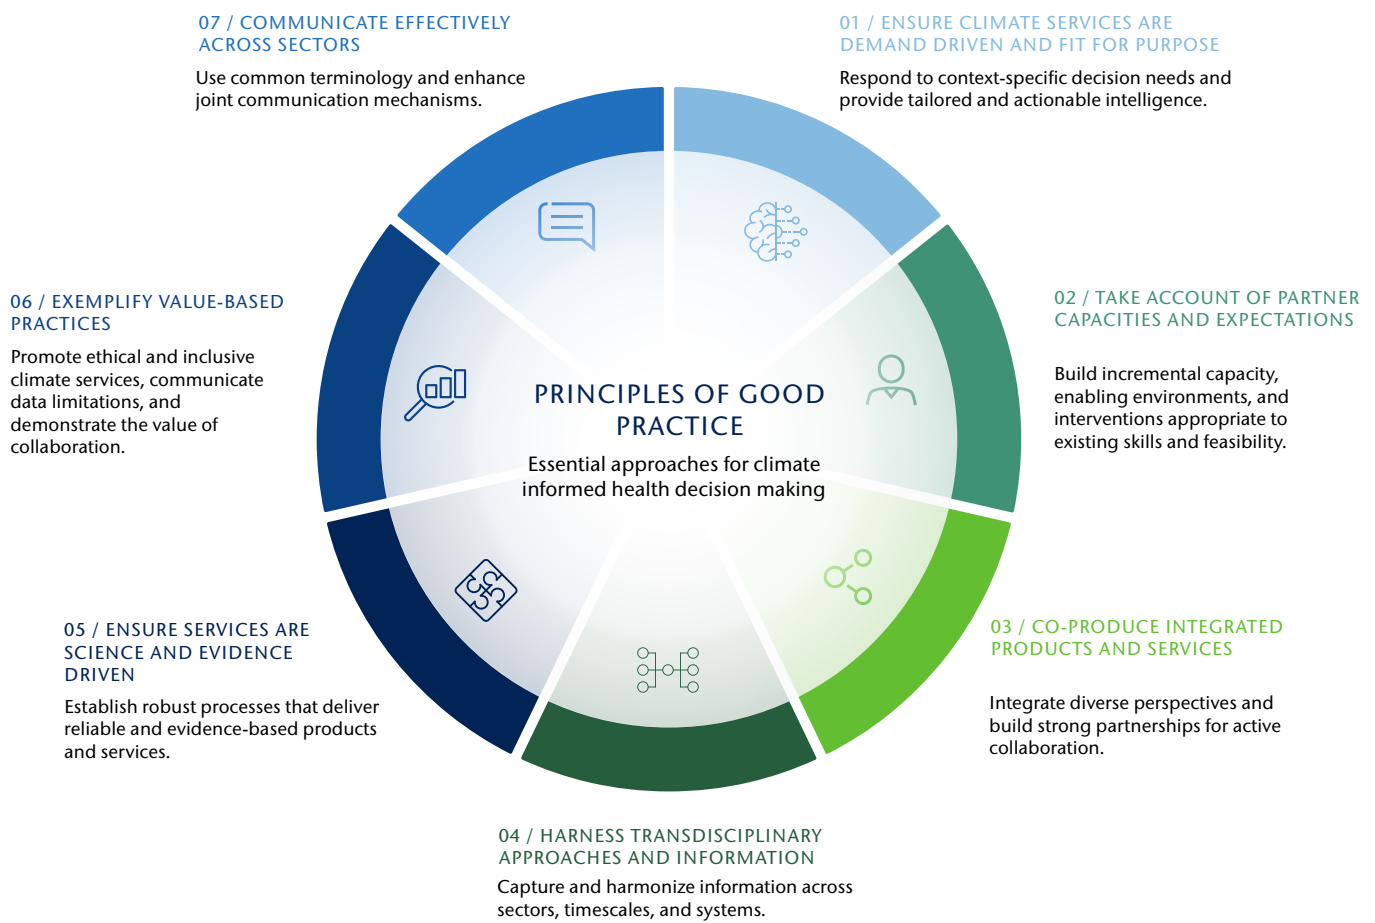 07 / COMMUNICATE EFFECTIVELY
ACROSS SECTORS
Use common terminology and enhance
joint communication mechanisms.
01 / ENSURE CLIMATE SERVICES ARE
DEMAND DRIVEN AND FIT FOR PURPOSE
Respond to context-specific decision needs and
provide tailored and actionable intelligence.
06 / EXEMPLIFY VALUE-BASED
PRACTICES
Promote ethical and inclusive
climate services, communicate
data limitations, and
demonstrate the value of
collaboration.
02 / TAKE ACCOUNT OF PARTNER
CAPACITIES AND EXPECTATIONS
Build incremental capacity,
enabling environments, and
interventions appropriate to
existing skills and feasibility.
PRINCIPLES OF GOOD
PRACTICE
Essential approaches for climate
informed health decision making
05 / ENSURE SERVICES ARE
SCIENCE AND EVIDENCE
DRIVEN
Establish robust processes that deliver
reliable and evidence-based products
and services.
03 / CO-PRODUCE INTEGRATED
PRODUCTS AND SERVICES
Integrate diverse perspectives and
build strong partnerships for active
collaboration.
04 / HARNESS TRANSDISCIPLINARY
APPROACHES AND INFORMATION
Capture and harmonize information across
sectors, timescales, and systems.